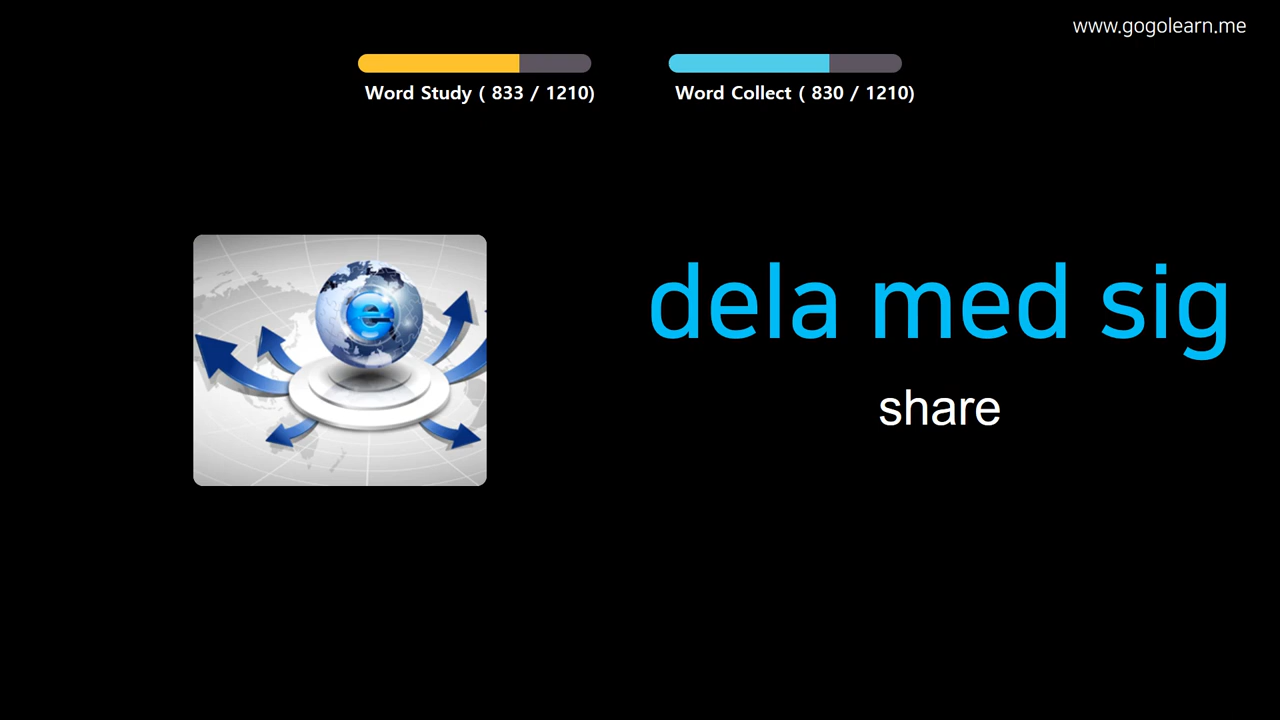 www.gogolearn.me
Word Study ( 833 / 1210)
Word Collect ( 830 / 1210)
e
dela med sig
share